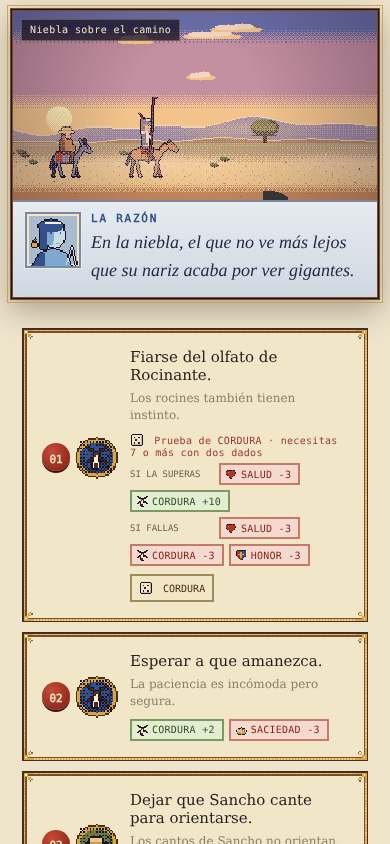 Niebla sobre el camino
LA RAZÓN
En la niebla, el que no ve más lejos
que su nariz acaba por ver gigantes.
Fiarse del olfato de
Rocinante.
Los rocines también tienen
instinto.
01
Prueba de CORDURA · necesitas
7 o más con dos dados
SI LA SUPERAS SALUD -3
CORDURA +10
SI FALLAS SALUD -3
CORDURA -3 HONOR -3
CORDURA
Esperar a que amanezca.
02
La paciencia es incómoda pero
segura.
CORDURA +2 SACIEDAD -3
Dejar que Sancho cante
para orientarse.
03
Los cantos de Sancho no orientan